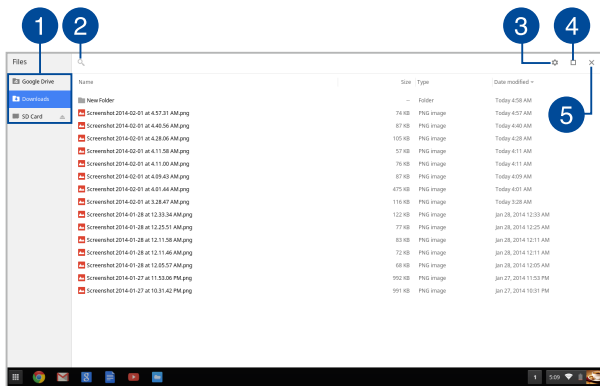 1 2 3 4
Files
Google Drive
Name Size Type Date modified
Downloads
New Folder -- Folder Today 4:58 AM
SD Card
Screenshot 2014-02-01 at 4.57.31 AM.png 74 KB PNG image Today 4:57 AM
5
Screenshot 2014-02-01 at 4.40.56 AM.png 87 KB PNG image Today 4:40 AM
Screenshot 2014-02-01 at 4.28.06 AM.png 105 KB PNG image Today 4:28 AM
Screenshot 2014-02-01 at 4.11.58 AM.png 57 KB PNG image Today 4:11 AM
Screenshot 2014-02-01 at 4.11.00 AM.png 76 KB PNG image Today 4:11 AM
Screenshot 2014-02-01 at 4.09.43 AM.png 87 KB PNG image Today 4:09 AM
Screenshot 2014-02-01 at 4.01.44 AM.png 475 KB PNG image Today 4:01 AM
Screenshot 2014-02-01 at 3.28.47 AM.png 116 KB PNG image Today 3:28 AM
Screenshot 2014-01-28 at 12.33.34 AM.png 122 KB PNG image Jan 28, 2014 12:33 AM
Screenshot 2014-01-28 at 12.25.51 AM.png 77 KB PNG image Jan 28, 2014 12:25 AM
Screenshot 2014-01-28 at 12.11.58 AM.png 83 KB PNG image Jan 28, 2014 12:11 AM
Screenshot 2014-01-28 at 12.11.46 AM.png 72 KB PNG image Jan 28, 2014 12:11 AM
Screenshot 2014-01-28 at 12.05.57 AM.png 68 KB PNG image Jan 28, 2014 12:05 AM
Screenshot 2014-01-27 at 11.53.06 PM.png 992 KB PNG image Jan 27, 2014 11:53 PM
Screenshot 2014-01-27 at 10.31.42 PM.png 991 KB PNG image Jan 27, 2014 10:31 PM
8 1 5:09